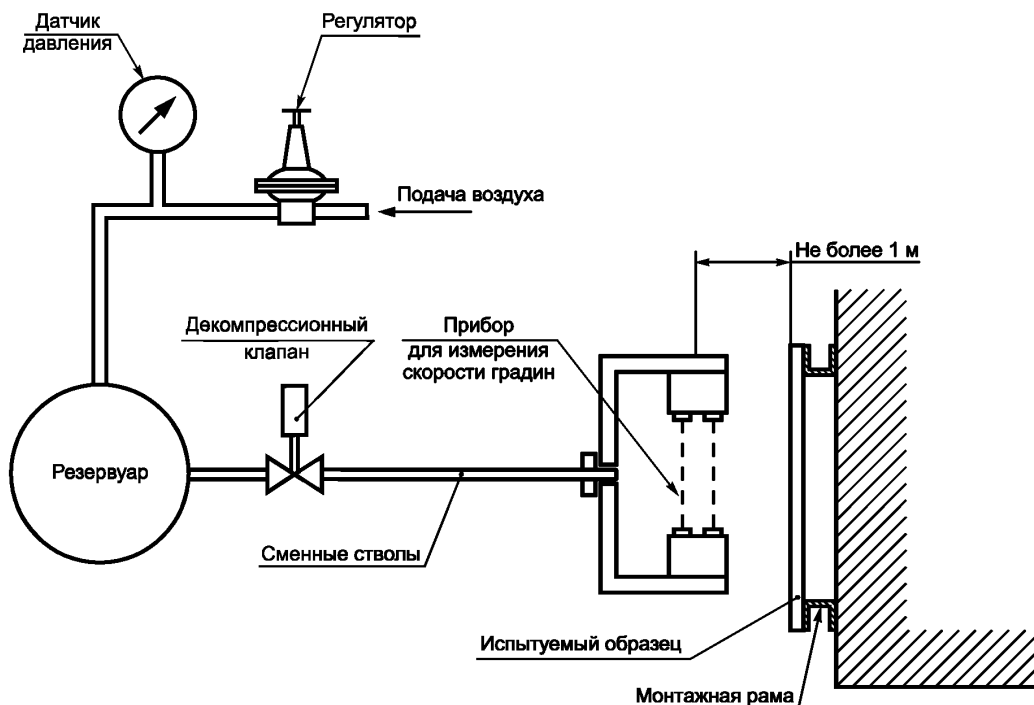 Датчик
давления
Регулятор
Подача воздуха
Не более 1 м
Декомпрессионный
клапан
Прибор
для измерения
скорости градин
Резервуар
Сменные стволы
Испытуемый образец
Монтажная рама